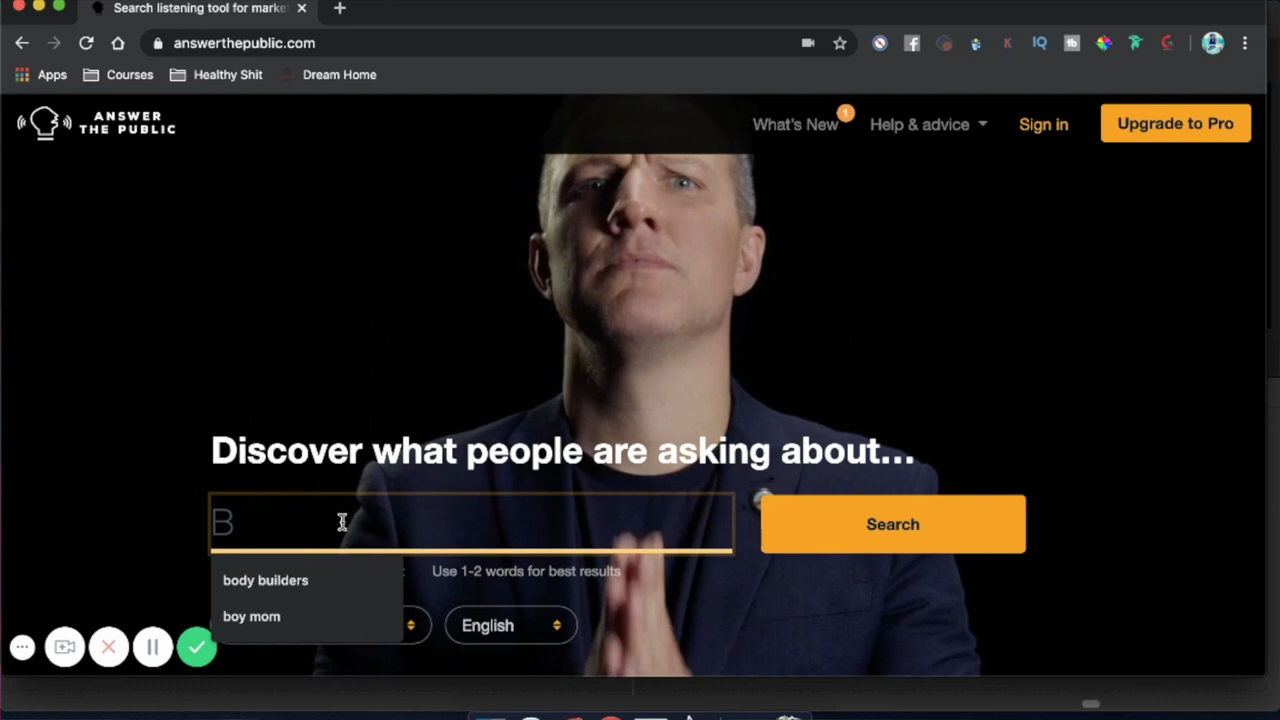 Search listening tool for marke
answerthepublic.com
Apps Courses Healthy Shit Dream Home
ANSWER
THE PUBLIC
What's New 1 Help & advice Sign in Upgrade to Pro
Discover what people are asking about...
B
Search
Use 1-2 words for best results
body builders
boy mom
English